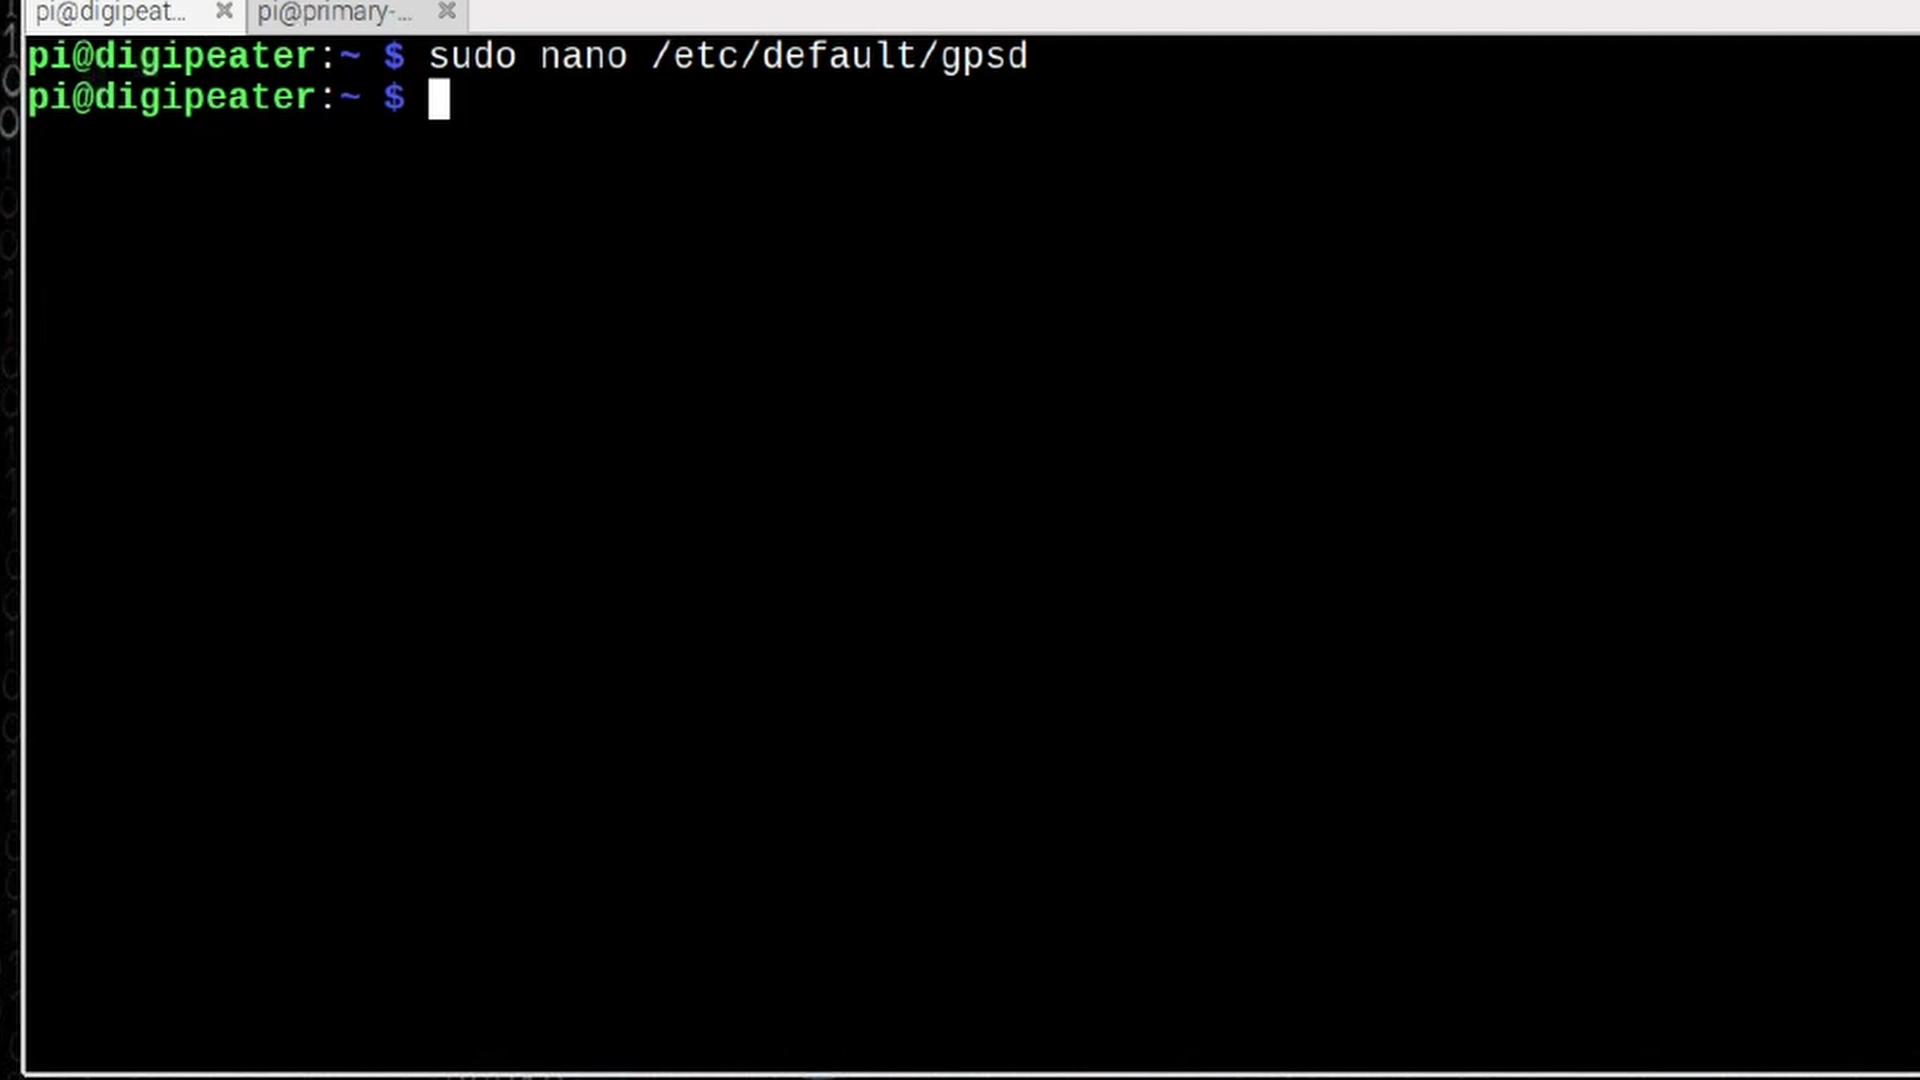 pi@digipeat... pi@primary-...
pi@digipeater:~ $ sudo nano /etc/default/gpsd
pi@digipeater:~ $